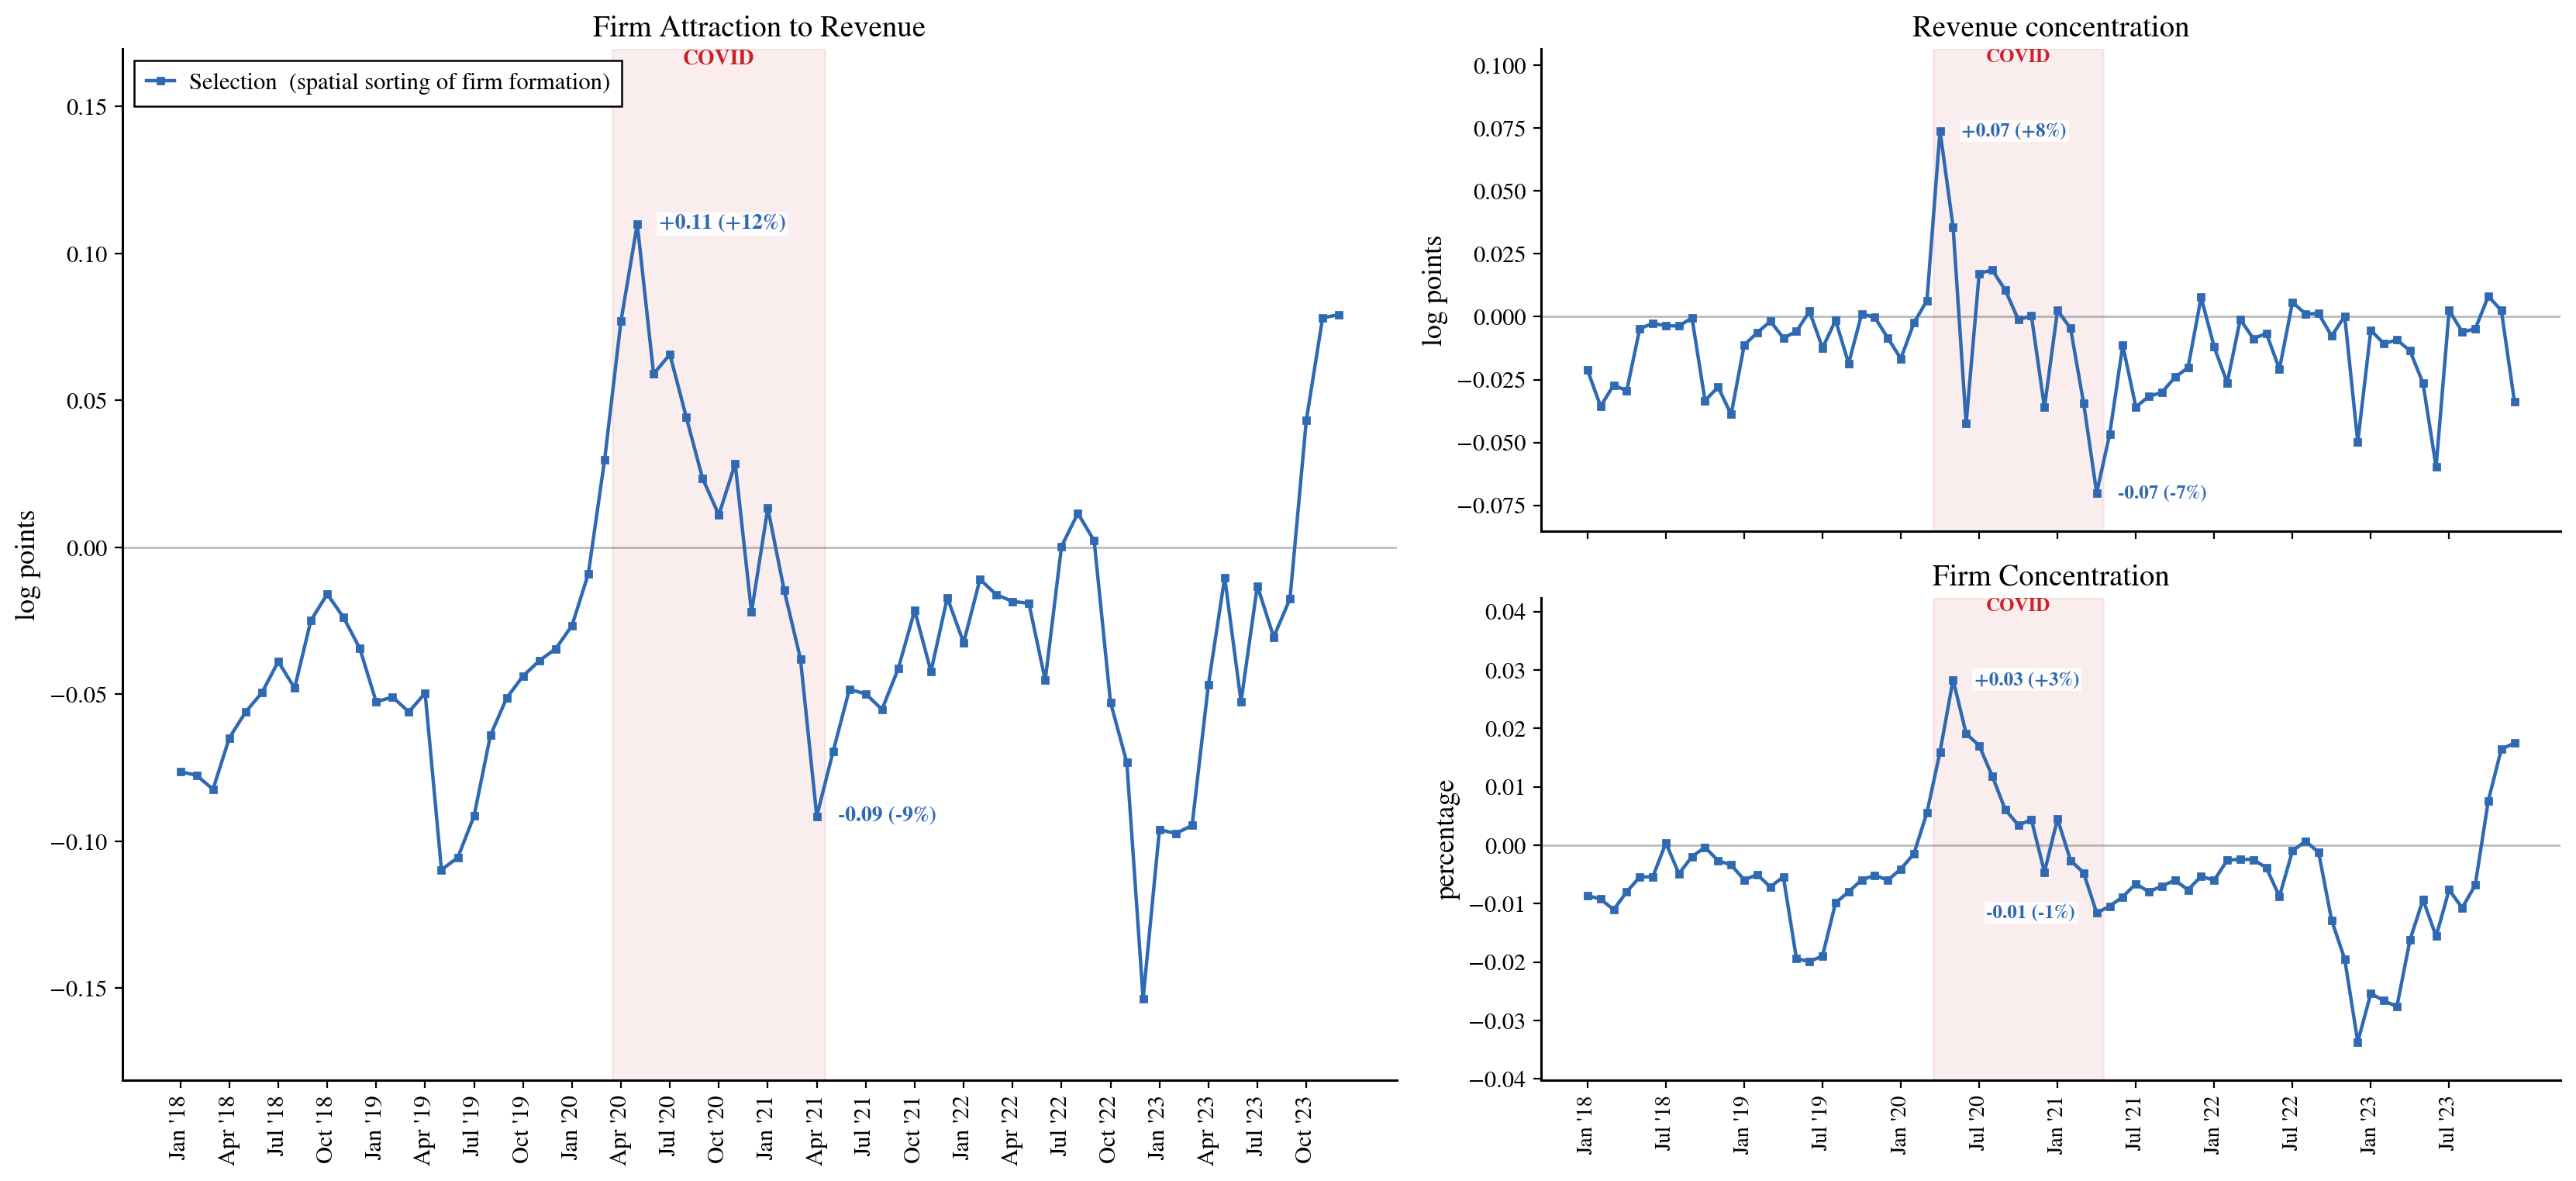 Firm Attraction to Revenue
COVID
Selection  (spatial sorting of firm formation)
log points
0.15
0.10
0.05
0.00
−0.05
−0.10
−0.15
+0.11 (+12%)
-0.09 (-9%)
Jan '18
Apr '18
Jul '18
Oct '18
Jan '19
Apr '19
Jul '19
Oct '19
Jan '20
Apr '20
Jul '20
Oct '20
Jan '21
Apr '21
Jul '21
Oct '21
Jan '22
Apr '22
Jul '22
Oct '22
Jan '23
Apr '23
Jul '23
Oct '23
Revenue concentration
COVID
log points
0.100
0.075
0.050
0.025
0.000
−0.025
−0.050
−0.075
+0.07 (+8%)
-0.07 (-7%)
Firm Concentration
COVID
percentage
0.04
0.03
0.02
0.01
0.00
−0.01
−0.02
−0.03
−0.04
+0.03 (+3%)
-0.01 (-1%)
Jan '18
Jul '18
Jan '19
Jul '19
Jan '20
Jul '20
Jan '21
Jul '21
Jan '22
Jul '22
Jan '23
Jul '23